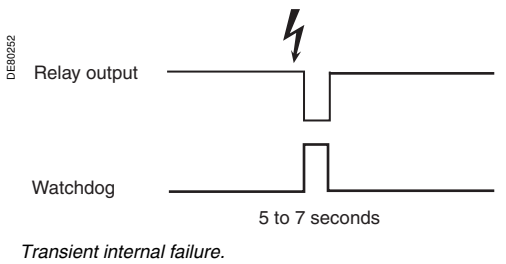 DE80252
Relay output
Watchdog
5 to 7 seconds
Transient internal failure.